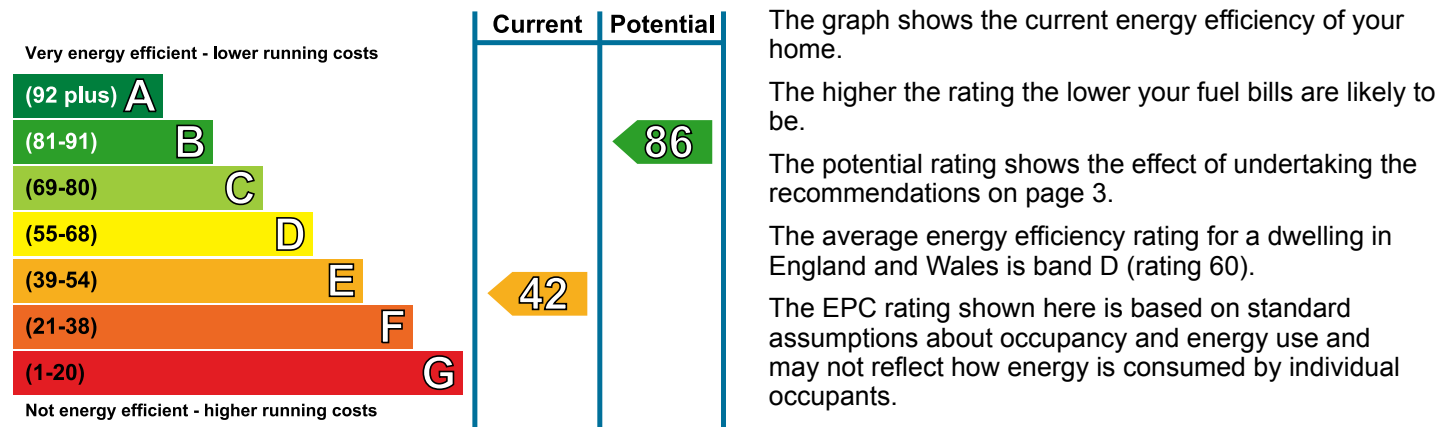 Current Potential
Very energy efficient - lower running costs
(92 plus) A
(81-91) B
86
(69-80) C
(55-68) D
(39-54) E
42
(21-38) F
(1-20) G
Not energy efficient - higher running costs
The graph shows the current energy efficiency of your
home.
The higher the rating the lower your fuel bills are likely to
be.
The potential rating shows the effect of undertaking the
recommendations on page 3.
The average energy efficiency rating for a dwelling in
England and Wales is band D (rating 60).
The EPC rating shown here is based on standard
assumptions about occupancy and energy use and
may not reflect how energy is consumed by individual
occupants.